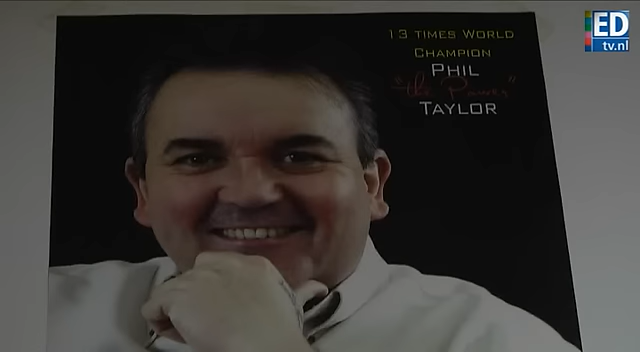 13 TIMES WORLD
CHAMPION
PHIL
"the Power"
TAYLOR
ED
tv.nl